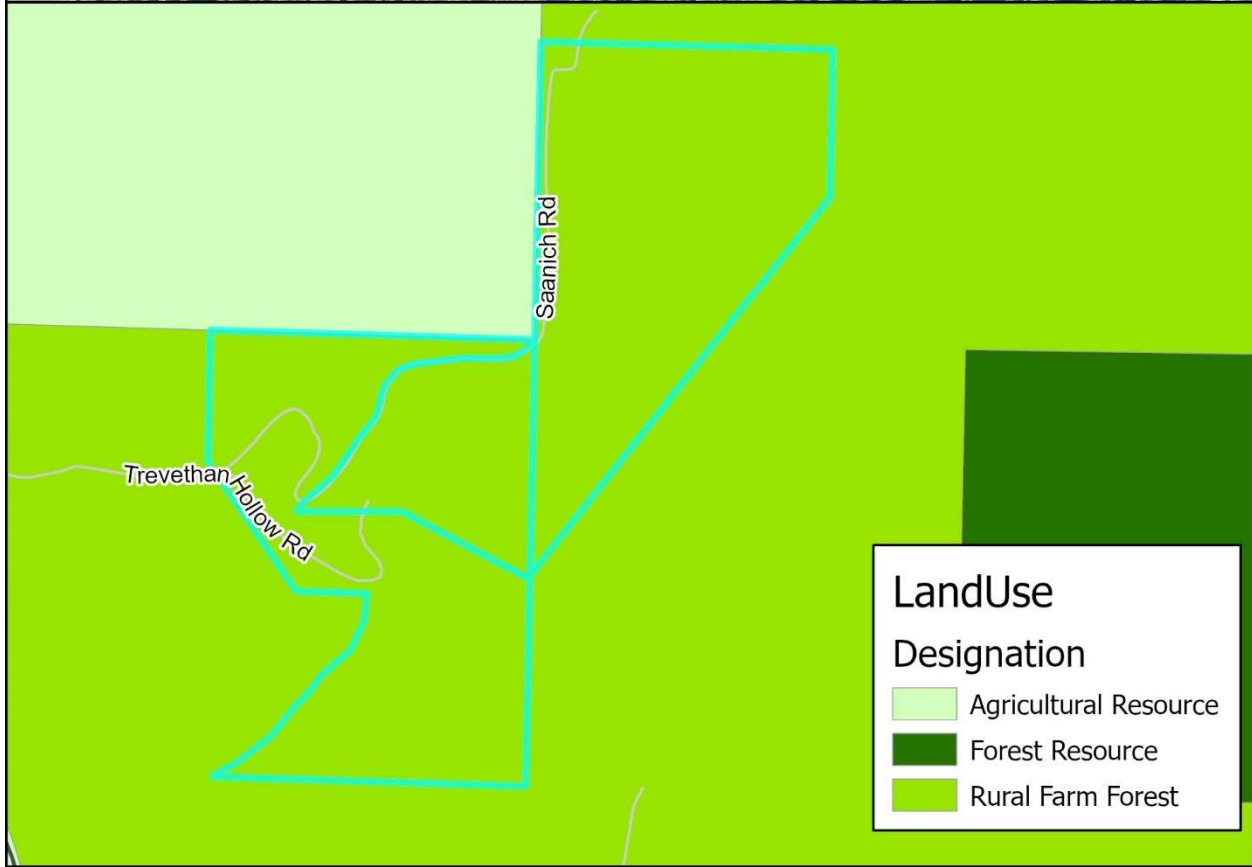 Saanich Rd
Trevethan Hollow Rd
LandUse
Designation
Agricultural Resource
Forest Resource
Rural Farm Forest